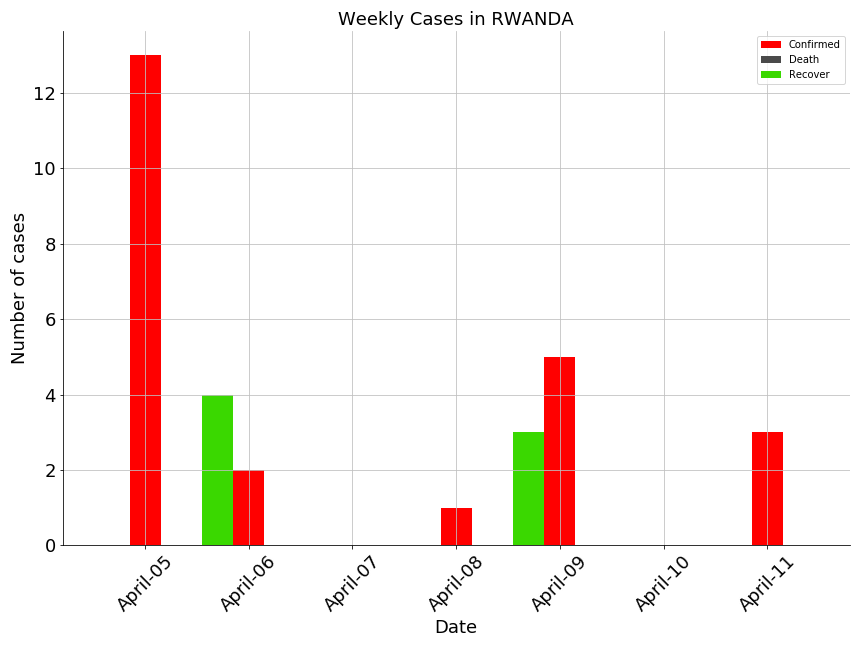 Weekly Cases in RWANDA
Confirmed
Death
Recover
Number of cases
12
10
8
6
4
2
0
April-05
April-06
April-07
April-08
April-09
April-10
April-11
Date